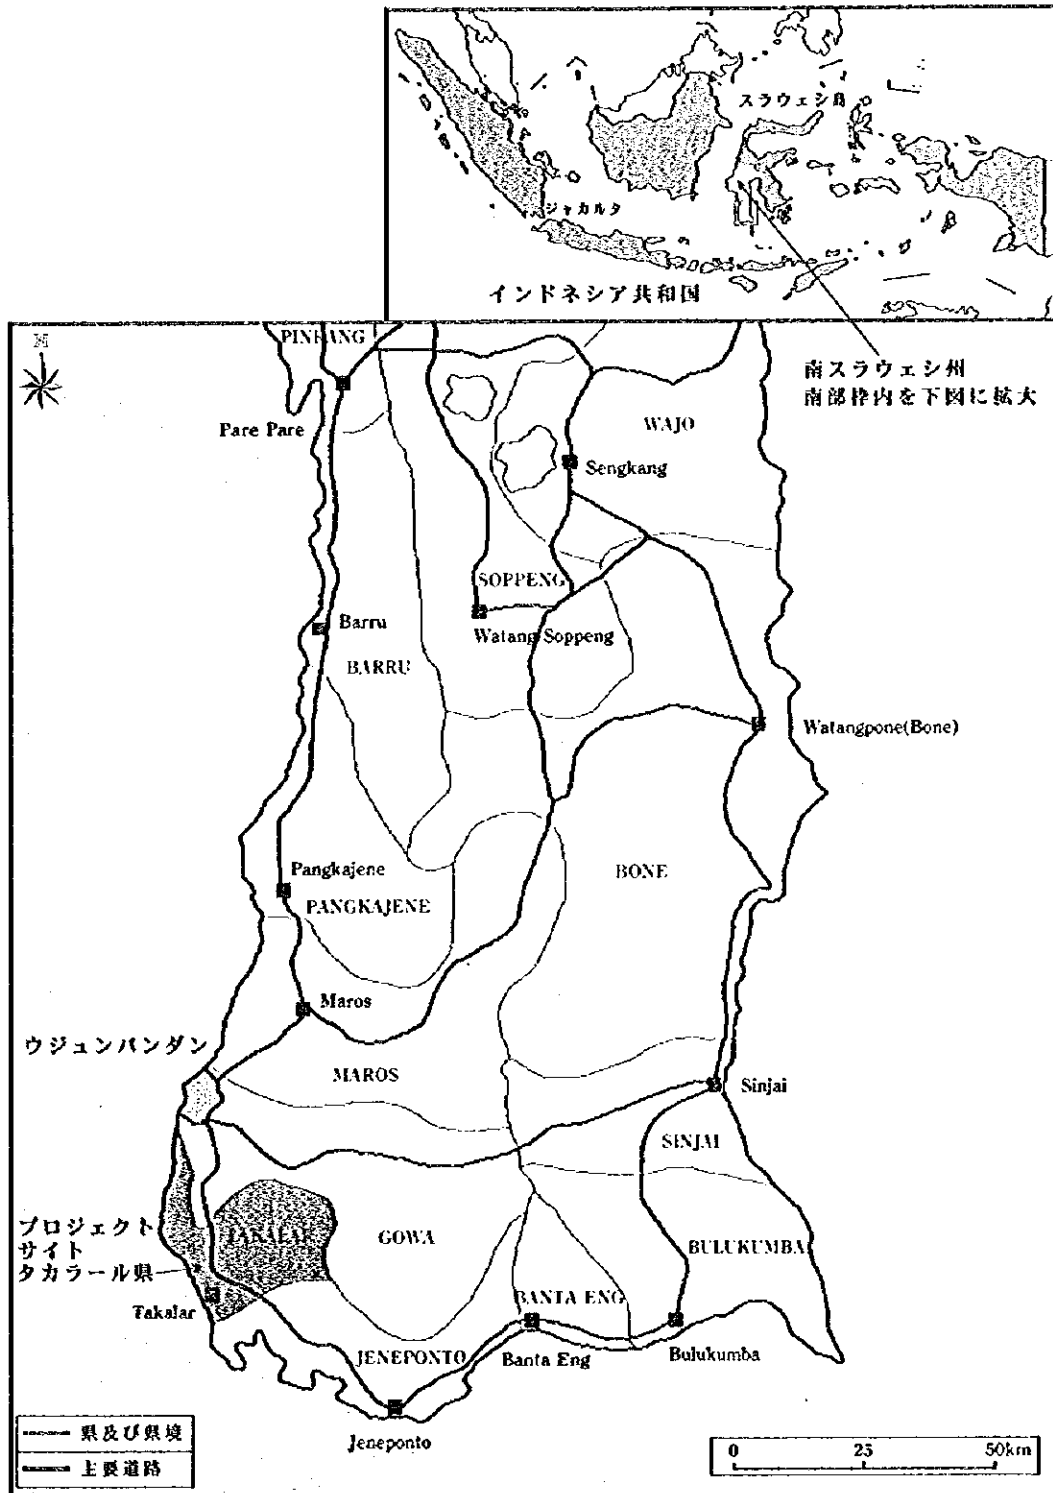 スラウェシ島
ジャカルタ
インドネシア共和国
南スラウェシ州
南部枠内を下図に拡大
N
PINRANG
Pare Pare
WAJO
Sengkang
SOPPENG
Watang Soppeng
Barru
BARRU
Watangpone(Bone)
Pangkajene
PANGKAJENE
BONE
Maros
ウジュンパンダン
MAROS
Sinjai
SINJAI
プロジェクト
サイト
タカラール県
TAKALAR
GOWA
BULUKUMBA
Takalar
BANTA ENG
JENEPONTO
Banta Eng
Bulukumba
Jeneponto
県及び県境
主要道路
0 25 50km